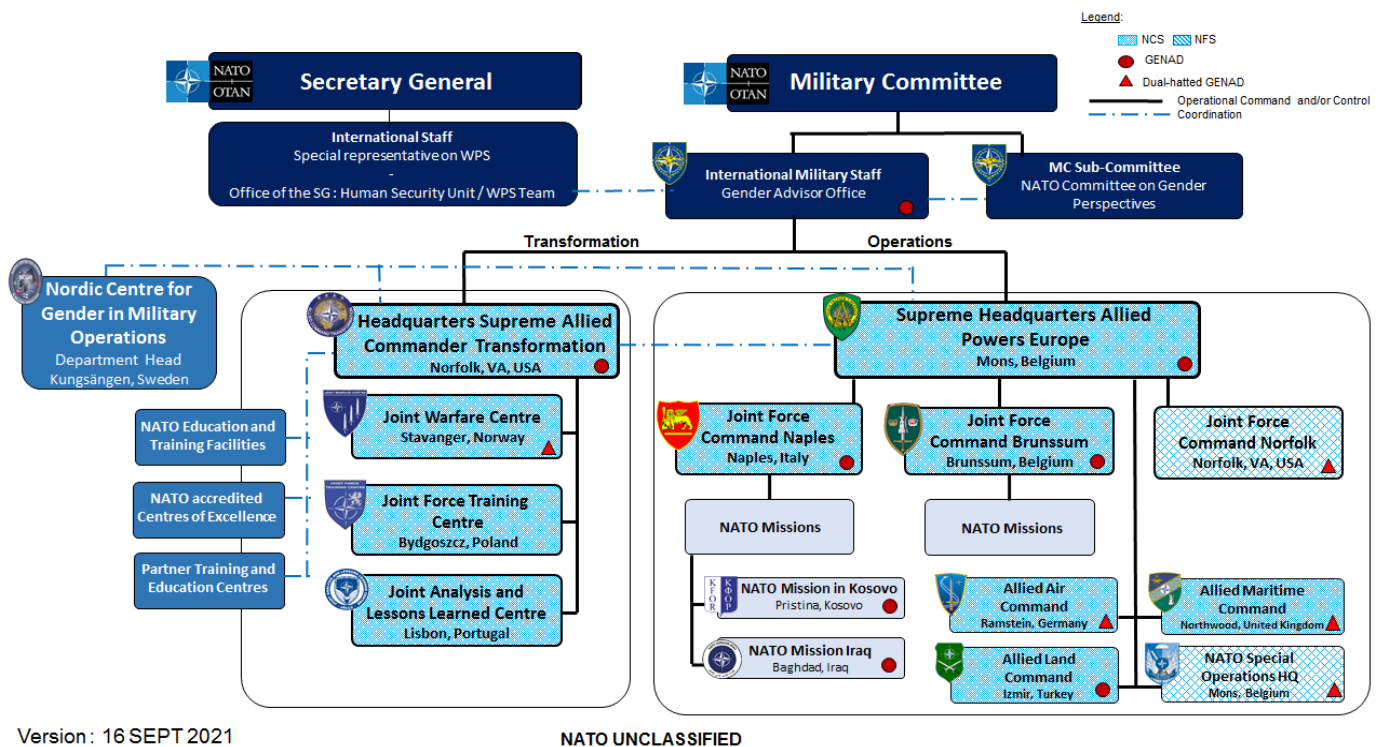 Legend:
NCS NFS
GENAD
Dual-hatted GENAD
Operational Command and/or Control
Coordination
NATO
OTAN
Secretary General
NATO
OTAN
Military Committee
International Staff
Special representative on WPS
-
Office of the SG : Human Security Unit / WPS Team
International Military Staff
Gender Advisor Office
MC Sub-Committee
NATO Committee on Gender
Perspectives
Transformation
Operations
Nordic Centre for
Gender in Military
Operations
Department Head
Kungsängen, Sweden
Headquarters Supreme Allied
Commander Transformation
Norfolk, VA, USA
Supreme Headquarters Allied
Powers Europe
Mons, Belgium
NATO Education and
Training Facilities
NATO accredited
Centres of Excellence
Partner Training and
Education Centres
JOINT WARFARE CENTRE
Joint Warfare Centre
Stavanger, Norway
JOINT FORCE
TRAINING CENTRE
Joint Force Training
Centre
Bydgoszcz, Poland
Joint Analysis and
Lessons Learned Centre
Lisbon, Portugal
Joint Force
Command Naples
Naples, Italy
Joint Force
Command Brunssum
Brunssum, Belgium
Joint Force
Command Norfolk
Norfolk, VA, USA
NATO Missions
NATO Missions
KFOR
КФОР
NATO Mission in Kosovo
Pristina, Kosovo
NATO Mission Iraq
Baghdad, Iraq
Allied Air
Command
Ramstein, Germany
Allied Maritime
Command
Northwood, United Kingdom
Allied Land
Command
Izmir, Turkey
NATO Special
Operations HQ
Mons, Belgium
Version : 16 SEPT 2021
NATO UNCLASSIFIED